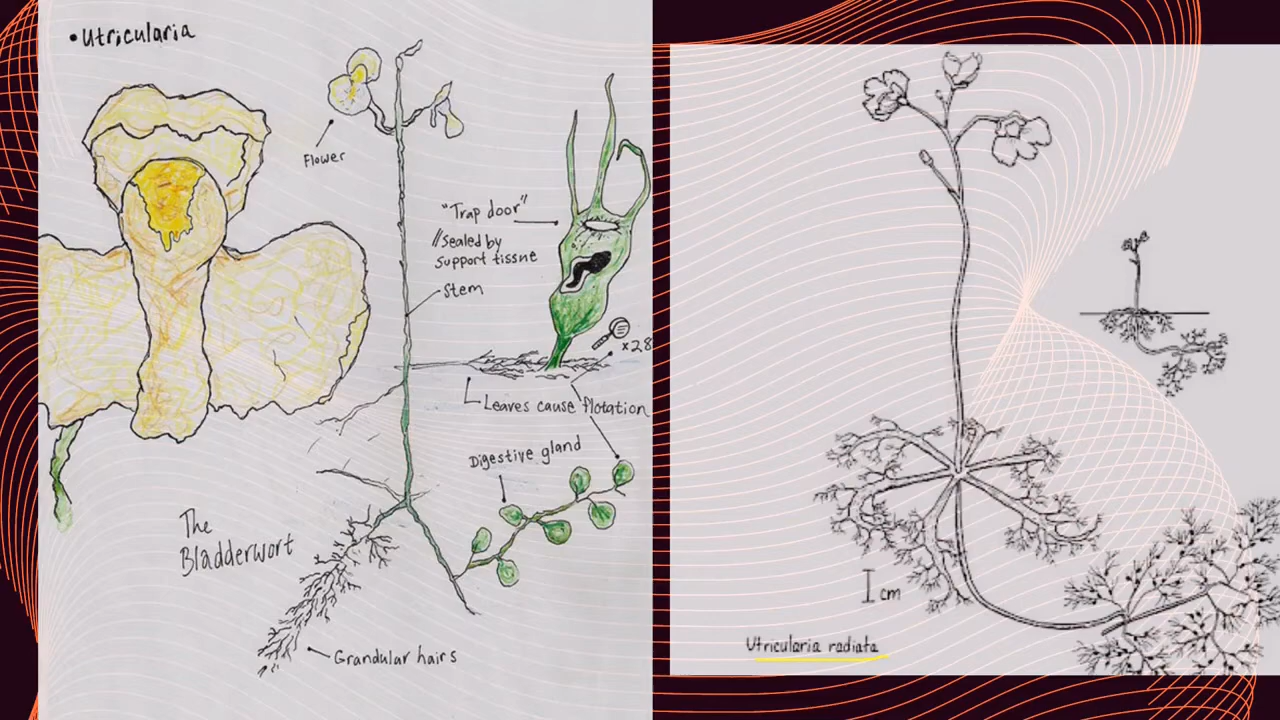 • Utricularia
Flower
"Trap door"
//Sealed by
support tissue
Stem
x28
Leaves cause flotation
Digestive gland
The
Bladderwort
Grandular hairs
I cm
Utricularia radiata